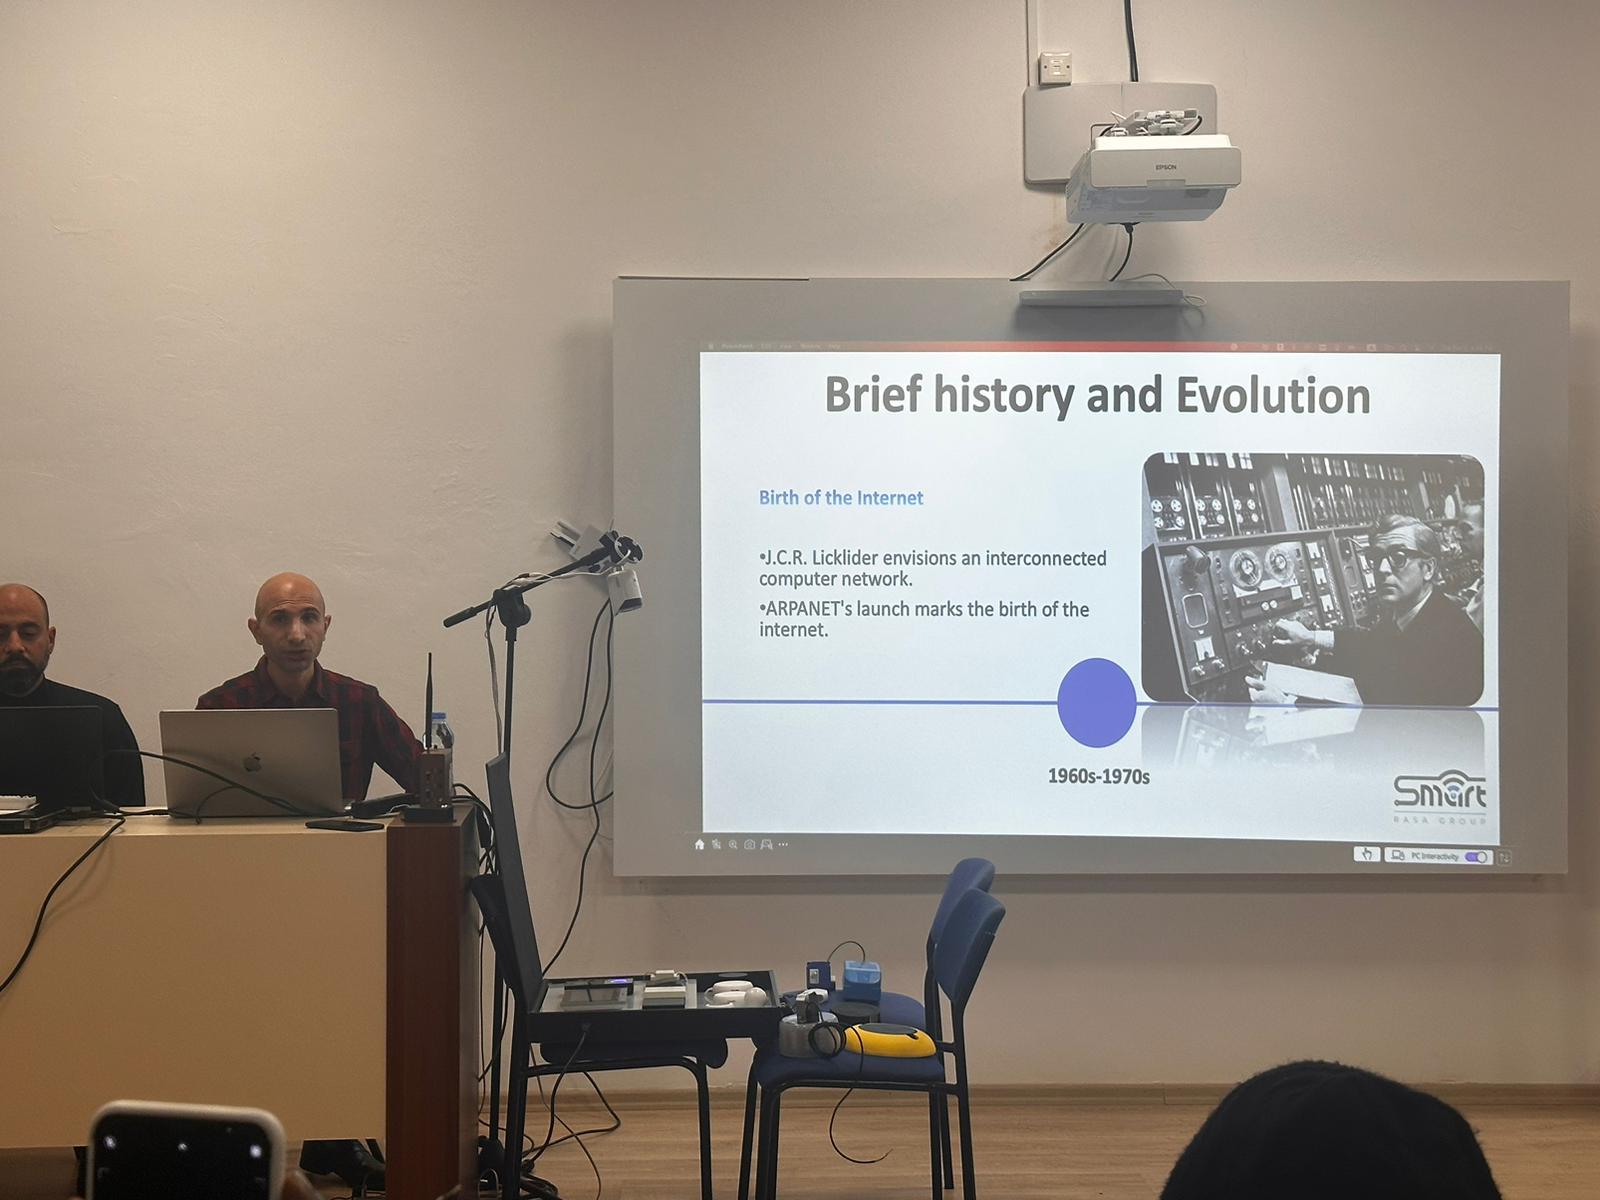 EPSON
Brief history and Evolution
Birth of the Internet
•J.C.R. Licklider envisions an interconnected
computer network.
•ARPANET's launch marks the birth of the
internet.
1960s-1970s
Smart
RASA GROUP
PC Interactivity